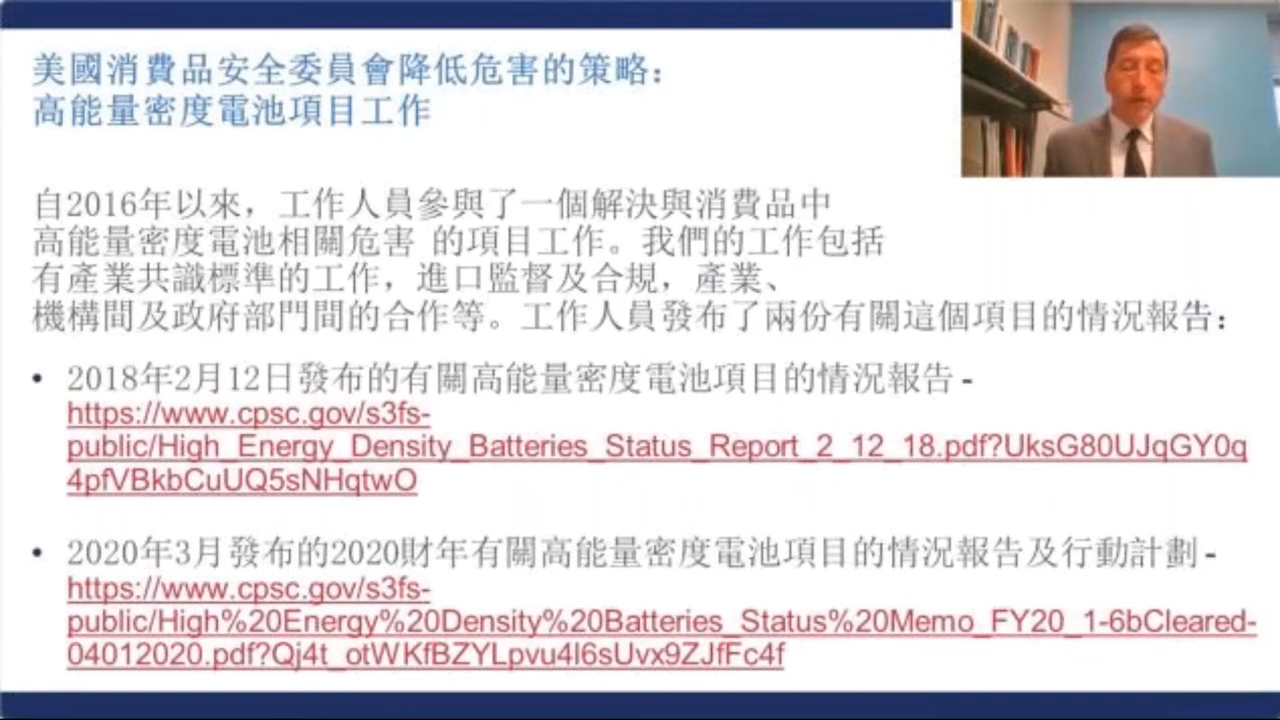 美國消費品安全委員會降低危害的策略：
高能量密度電池項目工作
自2016年以來，工作人員參與了一個解決與消費品中
高能量密度電池相關危害 的項目工作。我們的工作包括
有產業共識標準的工作，進口監督及合規，產業、
機構間及政府部門間的合作等。工作人員發布了兩份有關這個項目的情況報告：
• 2018年2月12日發布的有關高能量密度電池項目的情況報告 -
https://www.cpsc.gov/s3fs-
public/High_Energy_Density_Batteries_Status_Report_2_12_18.pdf?UksG80UJqGY0q
4pfVBkbCuUQ5sNHqtwO
• 2020年3月發布的2020財年有關高能量密度電池項目的情況報告及行動計劃 -
https://www.cpsc.gov/s3fs-
public/High%20Energy%20Density%20Batteries_Status%20Memo_FY20_1-6bCleared-
04012020.pdf?Qj4t_otWKfBZYLpvu4l6sUvx9ZJfFc4f